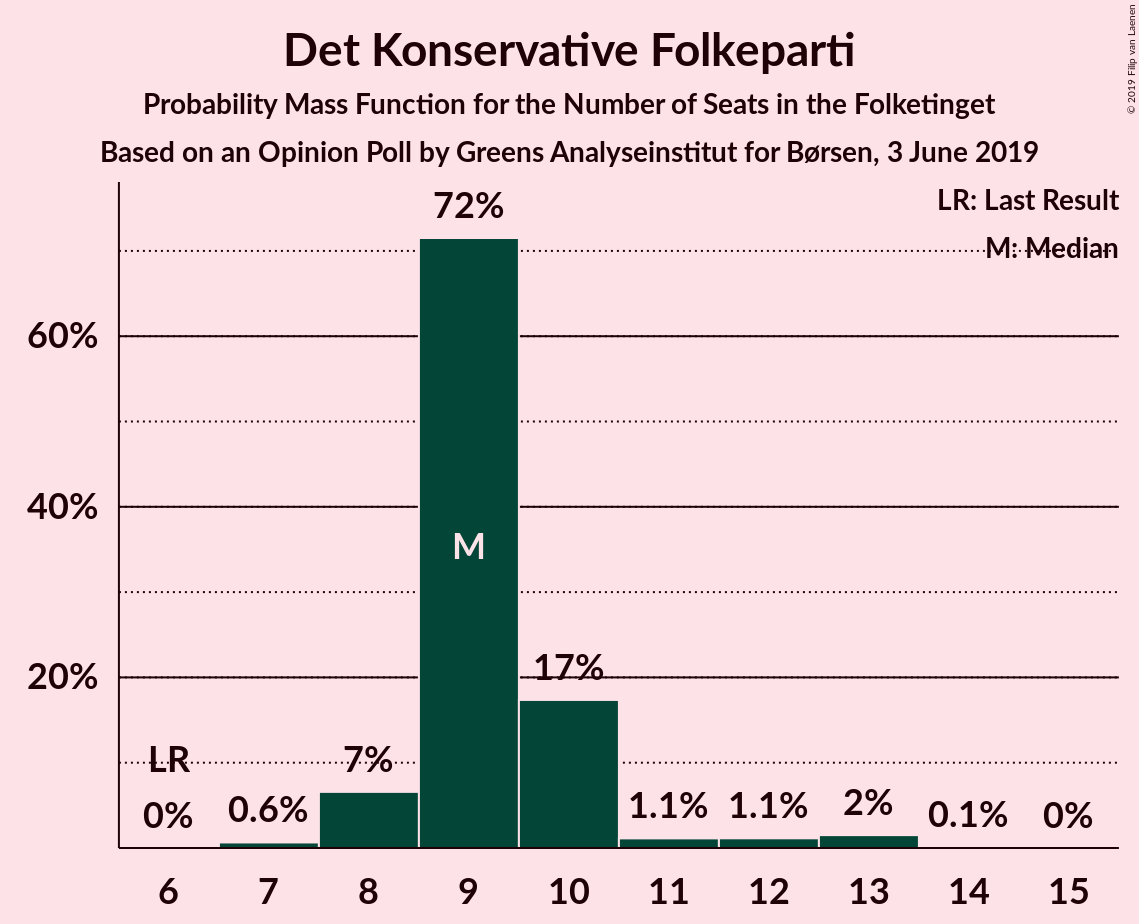 Det Konservative Folkeparti
Probability Mass Function for the Number of Seats in the Folketinget
Based on an Opinion Poll by Greens Analyseinstitut for Børsen, 3 June 2019
© 2019 Filip van Laenen
LR: Last Result
M: Median
60%
40%
20%
LR
0%
0.6%
7%
72%
M
17%
1.1%
1.1%
2%
0.1%
0%
6 7 8 9 10 11 12 13 14 15